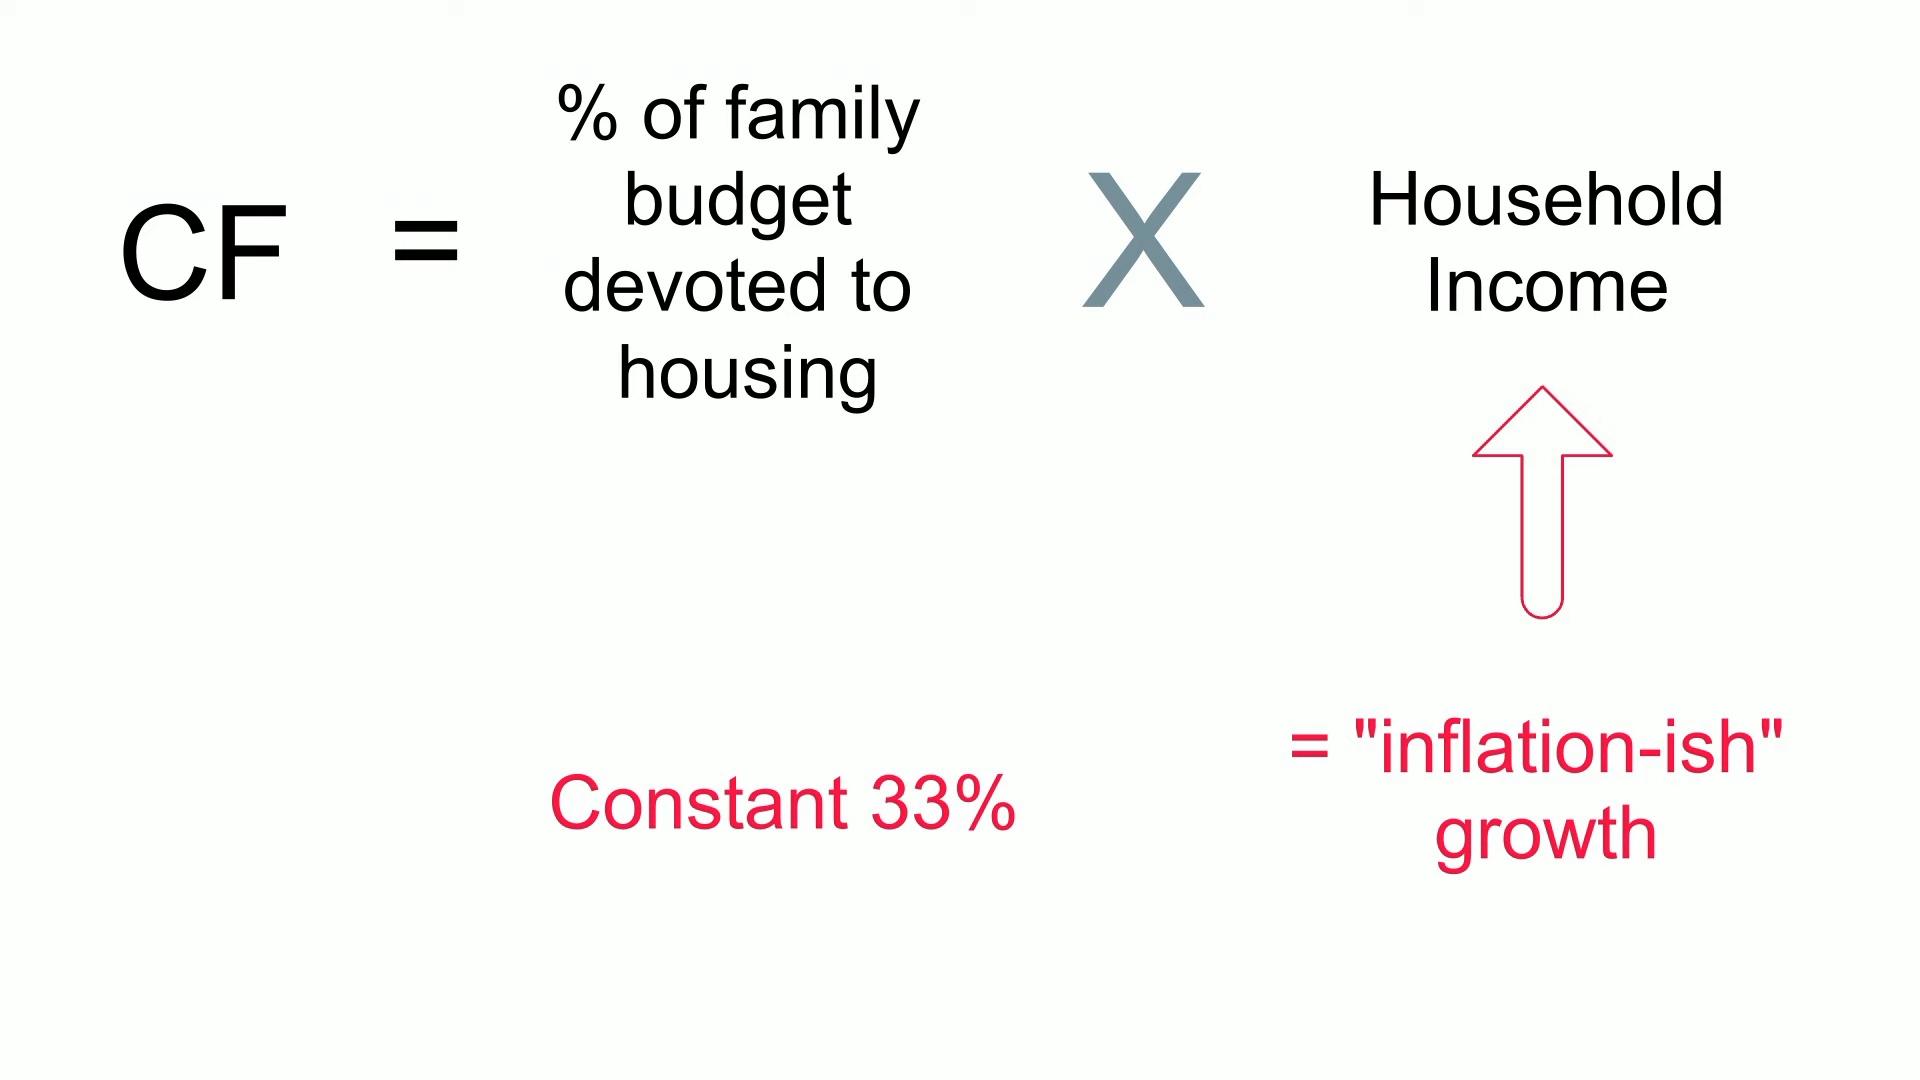 CF
=
% of family
budget
devoted to
housing
X
Household
Income
Constant 33%
= "inflation-ish"
growth